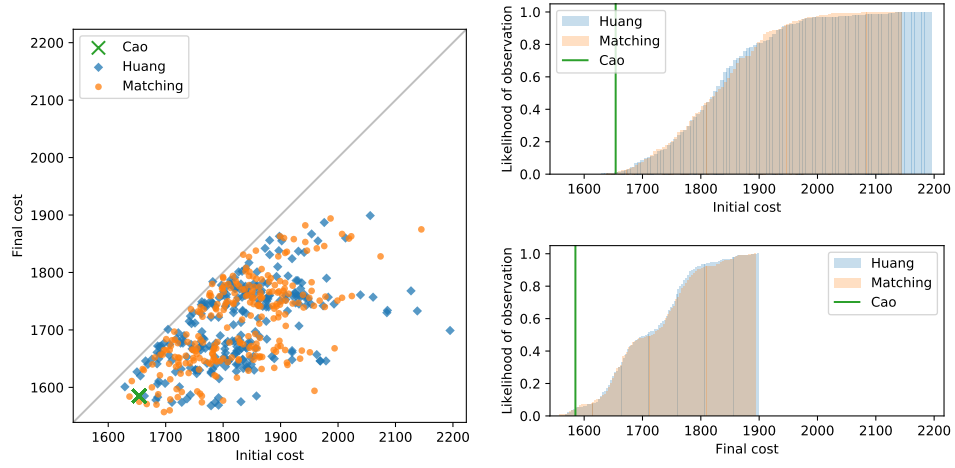 2200
2100
2000
1900
1800
1700
1600
Final cost
Cao
Huang
Matching
1600 1700 1800 1900 2000 2100 2200
Initial cost
1.0
0.8
0.6
0.4
0.2
0.0
Likelihood of observation
Huang
Matching
Cao
1600 1700 1800 1900 2000 2100 2200
Initial cost
1.0
0.8
0.6
0.4
0.2
0.0
Likelihood of observation
Huang
Matching
Cao
1600 1700 1800 1900 2000 2100 2200
Final cost